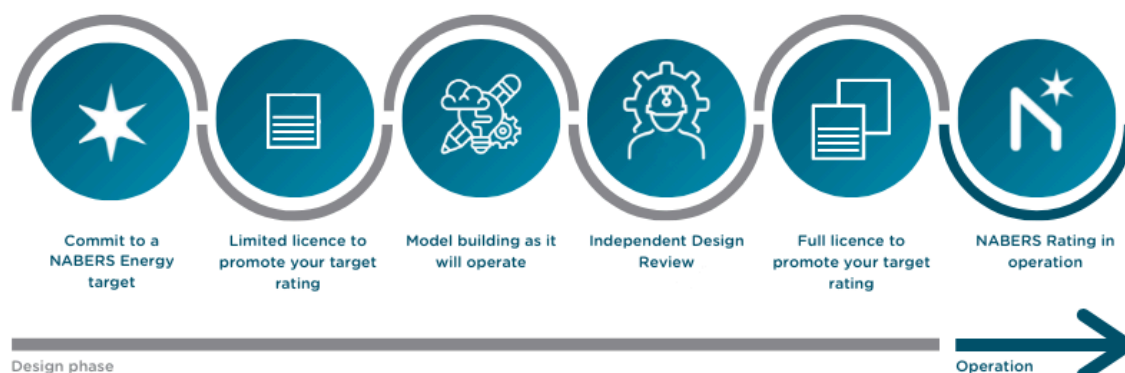 Commit to a
NABERS Energy
target
Limited licence to
promote your target
rating
Model building as it
will operate
Independent Design
Review
Full licence to
promote your target
rating
NABERS Rating in
operation
Design phase
Operation